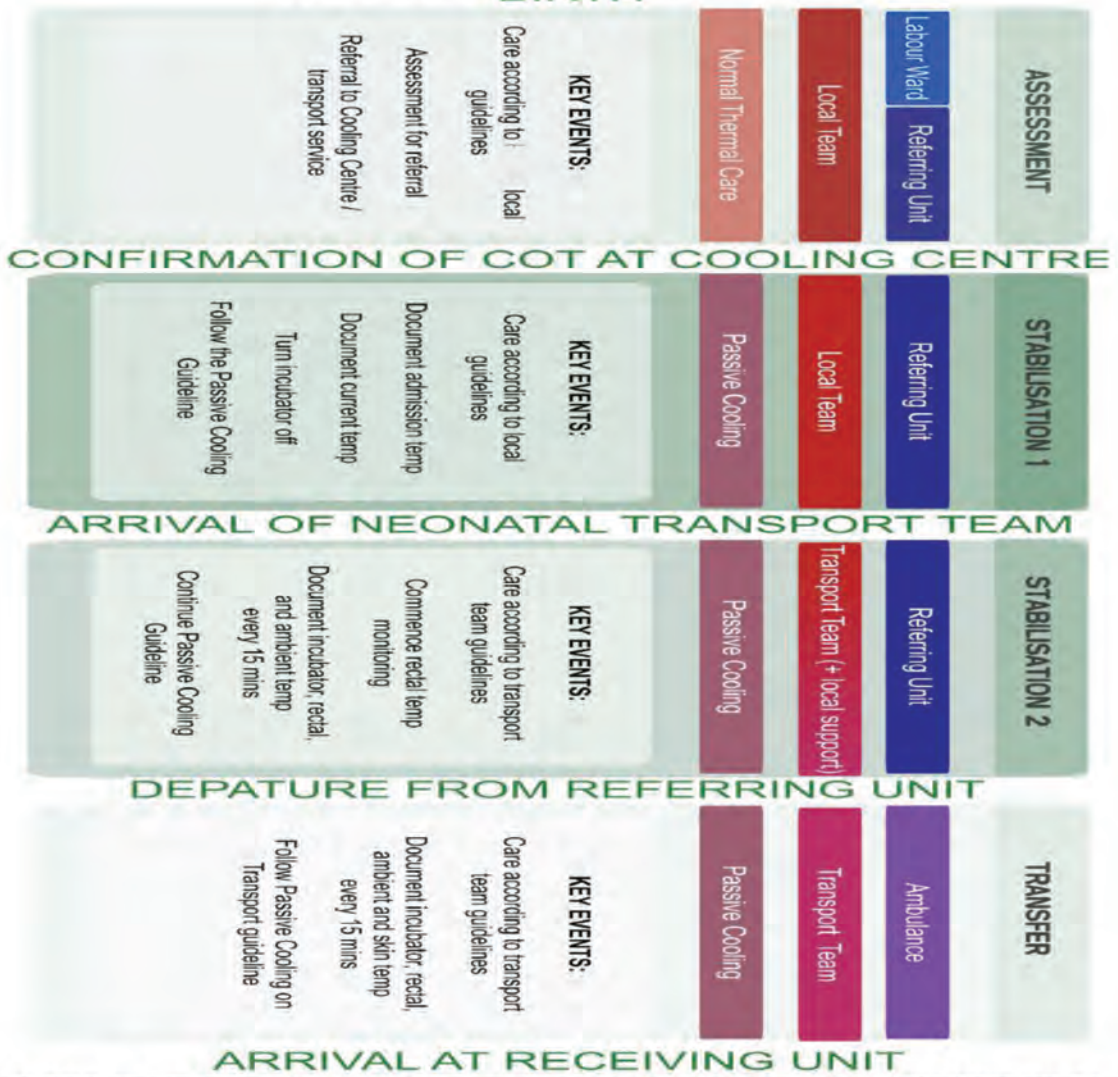 ASSESSMENT
Labour Ward
Referring Unit
Local Team
Normal Thermal Care
KEY EVENTS:
Care according to local
guidelines
Assessment for referral
Referral to Cooling Centre /
transport service
CONFIRMATION OF COT AT COOLING CENTRE
STABILISATION 1
Referring Unit
Local Team
Passive Cooling
KEY EVENTS:
Care according to local
guidelines
Document admission temp
Document current temp
Turn incubator off
Follow the Passive Cooling
Guideline
ARRIVAL OF NEONATAL TRANSPORT TEAM
STABILISATION 2
Referring Unit
Transport Team (+ local support)
Passive Cooling
KEY EVENTS:
Care according to transport
team guidelines
Commence rectal temp
monitoring
Document incubator, rectal,
and ambient temp
every 15 mins
Continue Passive Cooling
Guideline
DEPATURE FROM REFERRING UNIT
TRANSFER
Ambulance
Transport Team
Passive Cooling
KEY EVENTS:
Care according to transport
team guidelines
Document incubator, rectal,
ambient and skin temp
every 15 mins
Follow Passive Cooling on
Transport guideline
ARRIVAL AT RECEIVING UNIT